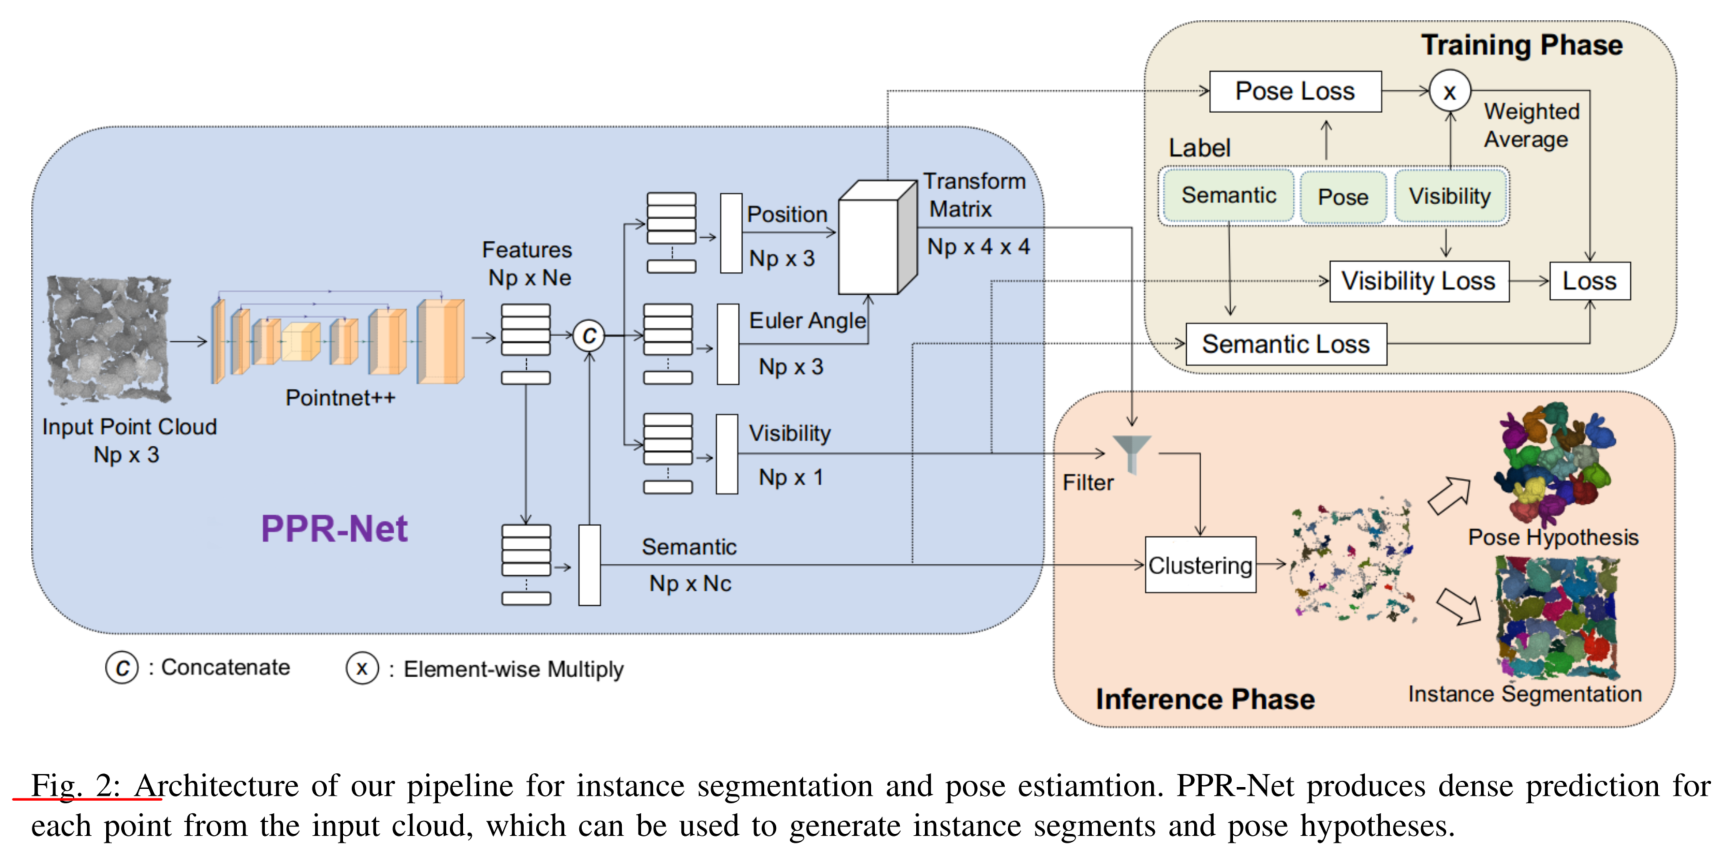 Training Phase
Pose Loss
x
Weighted
Average
Label
Semantic
Pose
Visibility
Visibility Loss
Loss
Semantic Loss
Input Point Cloud
Np x 3
Pointnet++
Features
Np x Ne
C
Position
Np x 3
Euler Angle
Np x 3
Visibility
Np x 1
Semantic
Np x Nc
Transform
Matrix
Np x 4 x 4
PPR-Net
Filter
Clustering
Pose Hypothesis
Instance Segmentation
Inference Phase
C : Concatenate
x : Element-wise Multiply
Fig. 2: Architecture of our pipeline for instance segmentation and pose estiamtion. PPR-Net produces dense prediction for
each point from the input cloud, which can be used to generate instance segments and pose hypotheses.